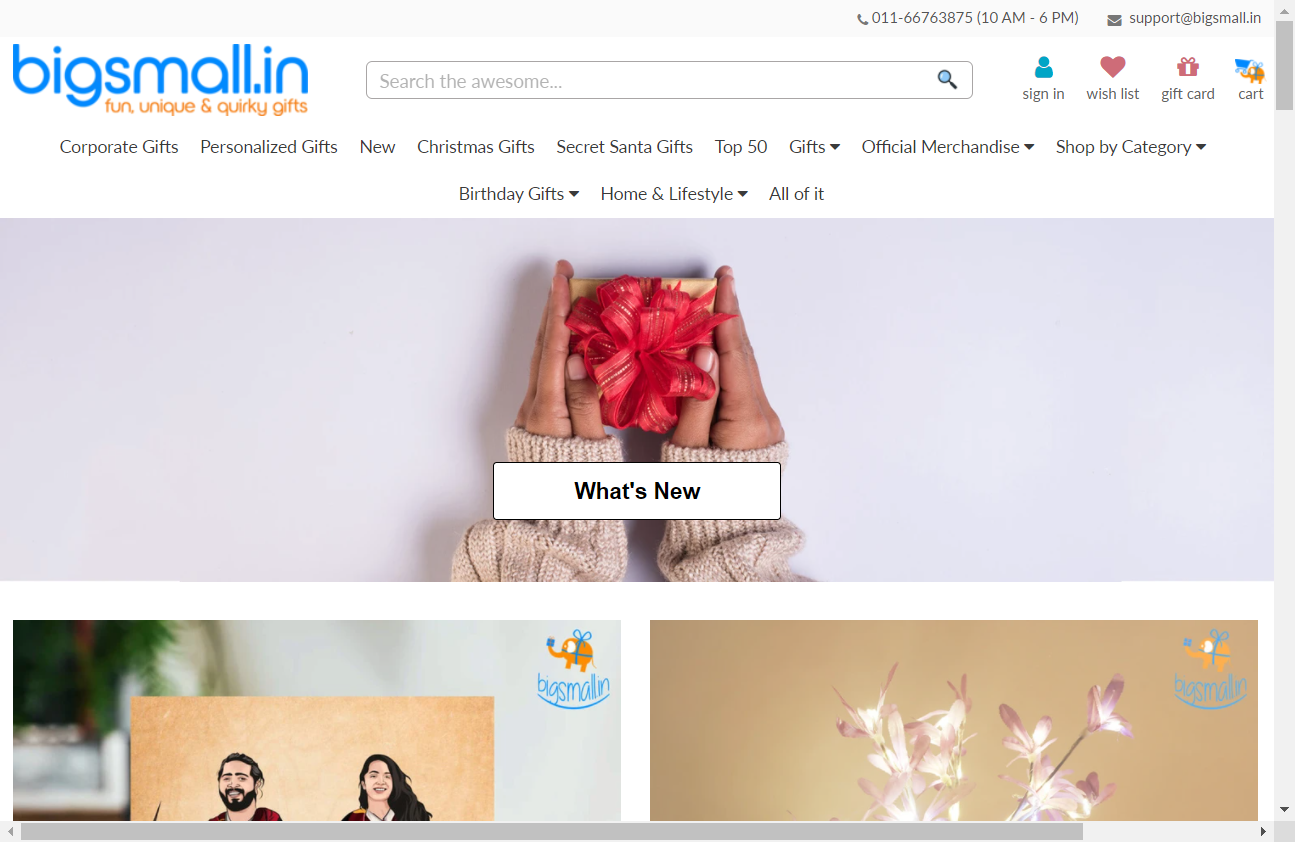 011-66763875 (10 AM - 6 PM) support@bigsmall.in
bigsmall.in
fun, unique & quirky gifts
Search the awesome...
sign in wish list gift card cart
Corporate Gifts Personalized Gifts New Christmas Gifts Secret Santa Gifts Top 50 Gifts Official Merchandise Shop by Category
Birthday Gifts Home & Lifestyle All of it
What's New
bigsmall.in
bigsmall.in